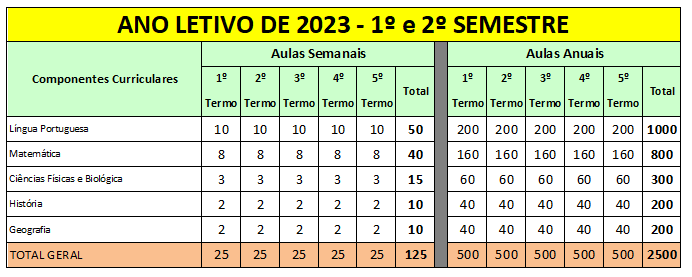 ANO LETIVO DE 2023 - 1º e 2º SEMESTRE
Componentes Curriculares Aulas Semanais Aulas Anuais
1º Termo 2º Termo 3º Termo 4º Termo 5º Termo Total 1º Termo 2º Termo 3º Termo 4º Termo 5º Termo Total
Língua Portuguesa 10 10 10 10 10 50 200 200 200 200 200 1000
Matemática 8 8 8 8 8 40 160 160 160 160 160 800
Ciências Físicas e Biológica 3 3 3 3 3 15 60 60 60 60 60 300
História 2 2 2 2 2 10 40 40 40 40 40 200
Geografia 2 2 2 2 2 10 40 40 40 40 40 200
TOTAL GERAL 25 25 25 25 25 125 500 500 500 500 500 2500